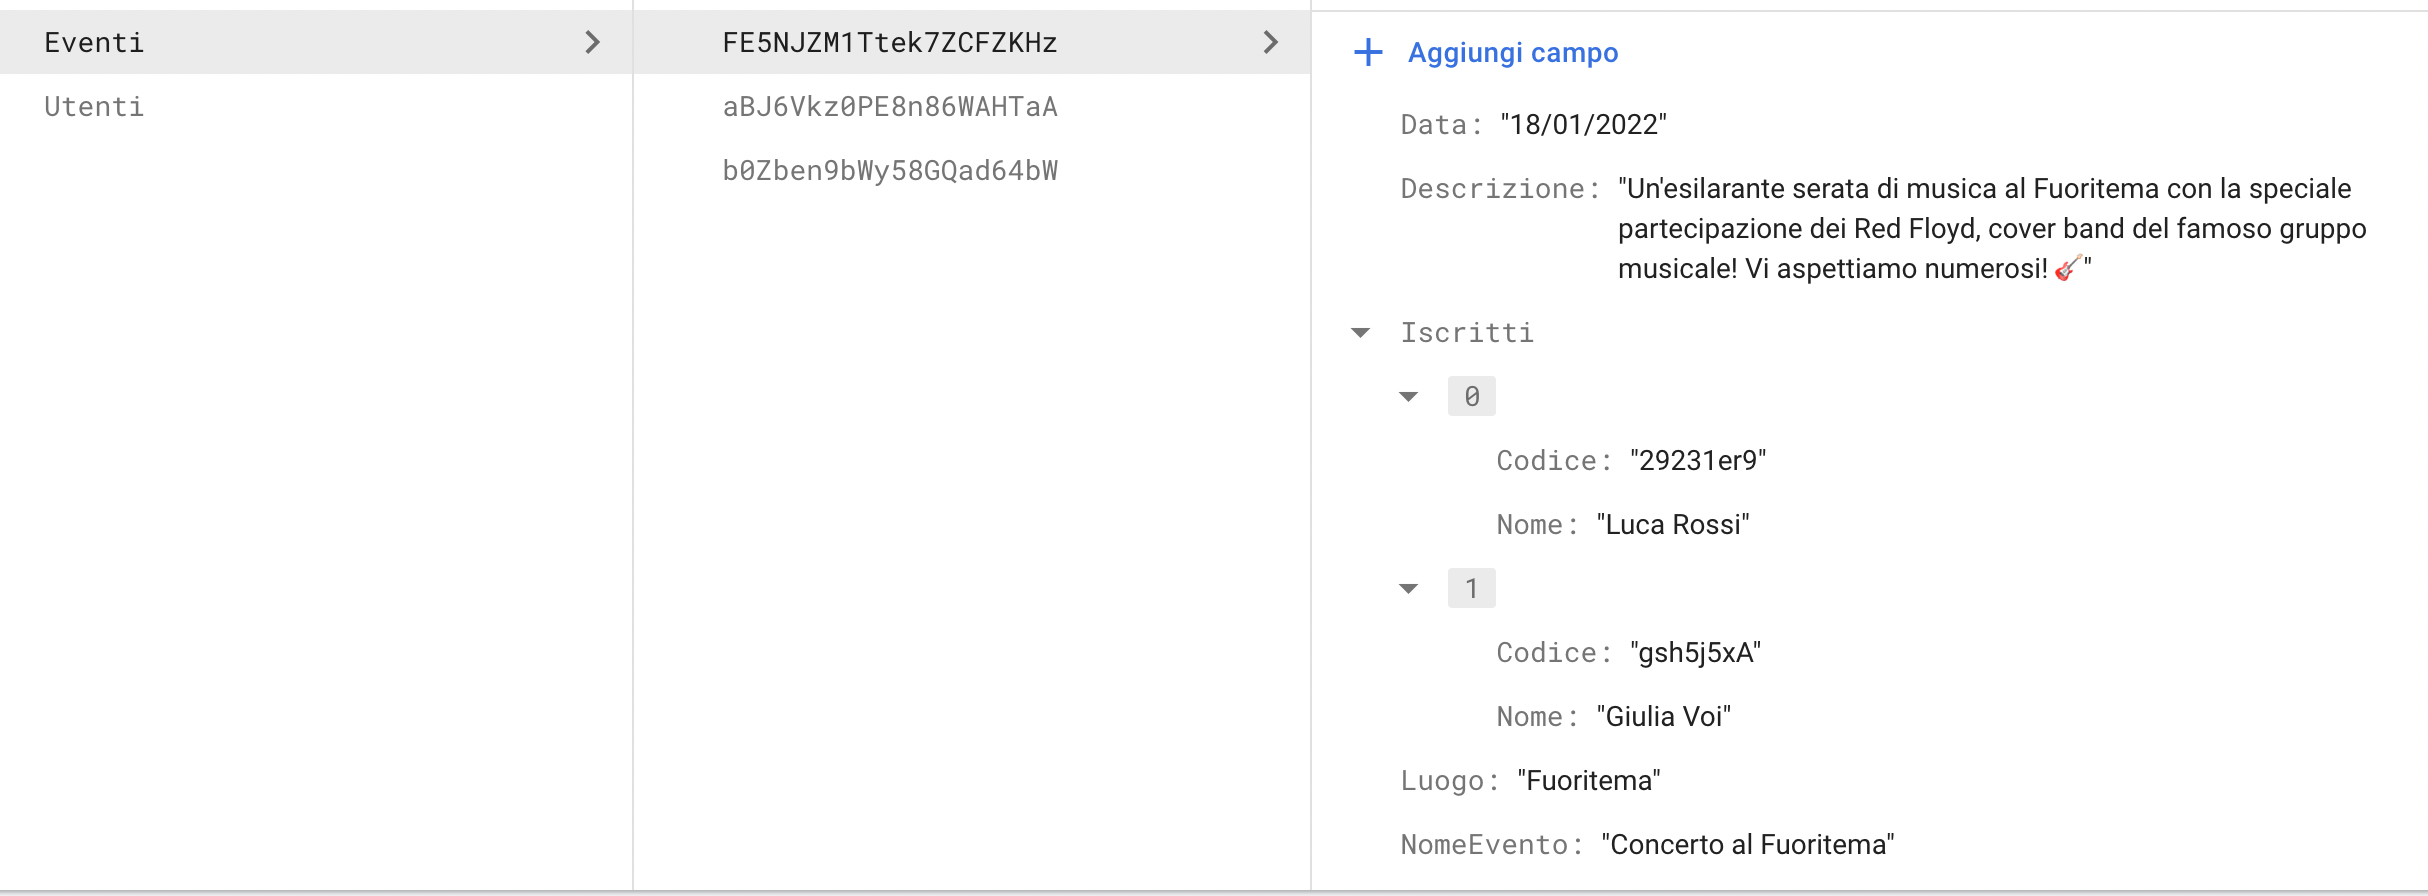 Eventi
Utenti
FE5NJZM1Ttek7ZCFZKHz
aBJ6Vkz0PE8n86WAHTaA
b0Zben9bWy58GQad64bW
Aggiungi campo
Data: "18/01/2022"
Descrizione: "Un'esilarante serata di musica al Fuoritema con la speciale
partecipazione dei Red Floyd, cover band del famoso gruppo
musicale! Vi aspettiamo numerosi! 🎸"
Iscritti
0
Codice: "29231er9"
Nome: "Luca Rossi"
1
Codice: "gsh5j5xA"
Nome: "Giulia Voi"
Luogo: "Fuoritema"
NomeEvento: "Concerto al Fuoritema"